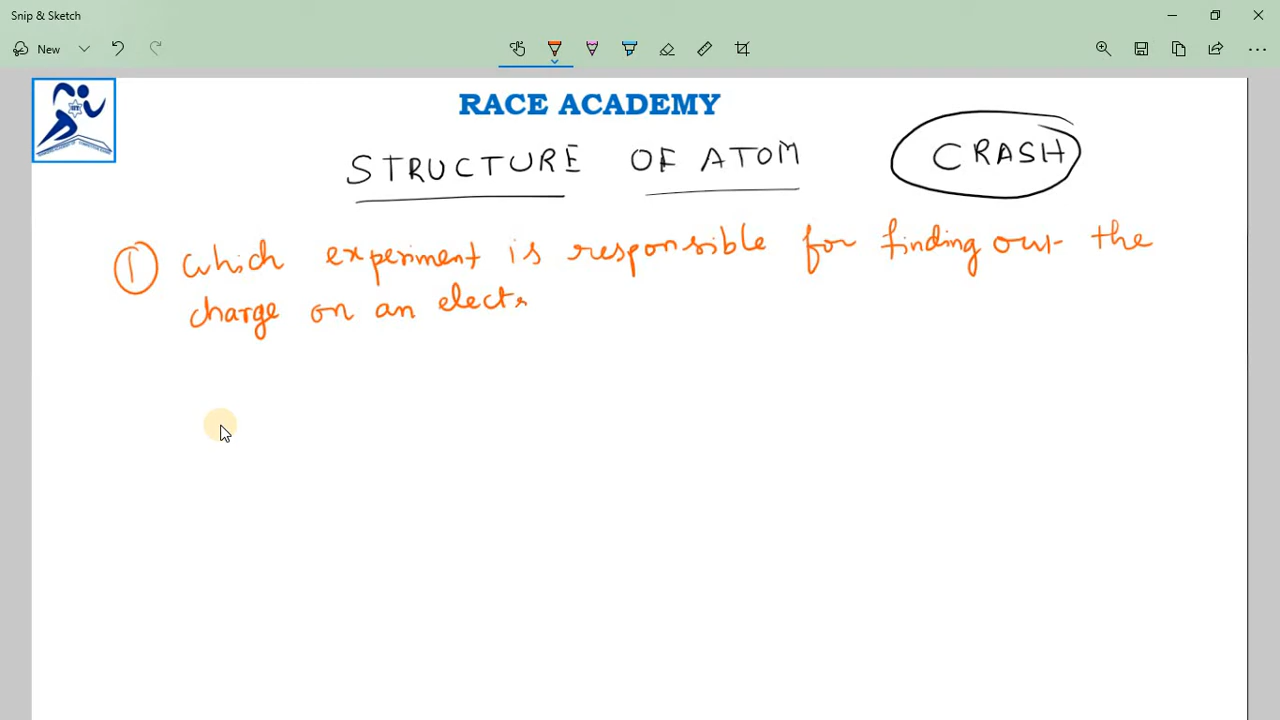 Snip & Sketch
New
RACE ACADEMY
STRUCTURE OF ATOM
CRASH
① Which experiment is responsible for finding out the
charge on an electr